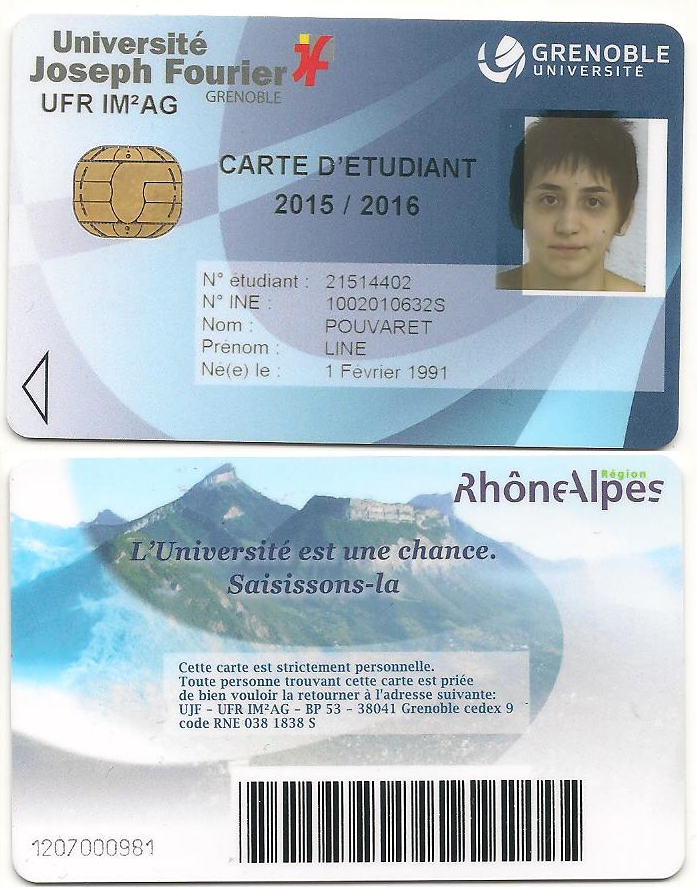 Université
Joseph Fourier
GRENOBLE
UFR IM²AG
GRENOBLE
UNIVERSITÉ
CARTE D'ETUDIANT
2015 / 2016
N° étudiant : 21514402
N° INE : 1002010632S
Nom : POUVARET
Prénom : LINE
Né(e) le : 1 Février 1991
Région
RhôneAlpes
L'Université est une chance.
Saisissons-la
Cette carte est strictement personnelle.
Toute personne trouvant cette carte est priée
de bien vouloir la retourner à l'adresse suivante:
UJF - UFR IM²AG - BP 53 - 38041 Grenoble cedex 9
code RNE 038 1838 S
1207000981